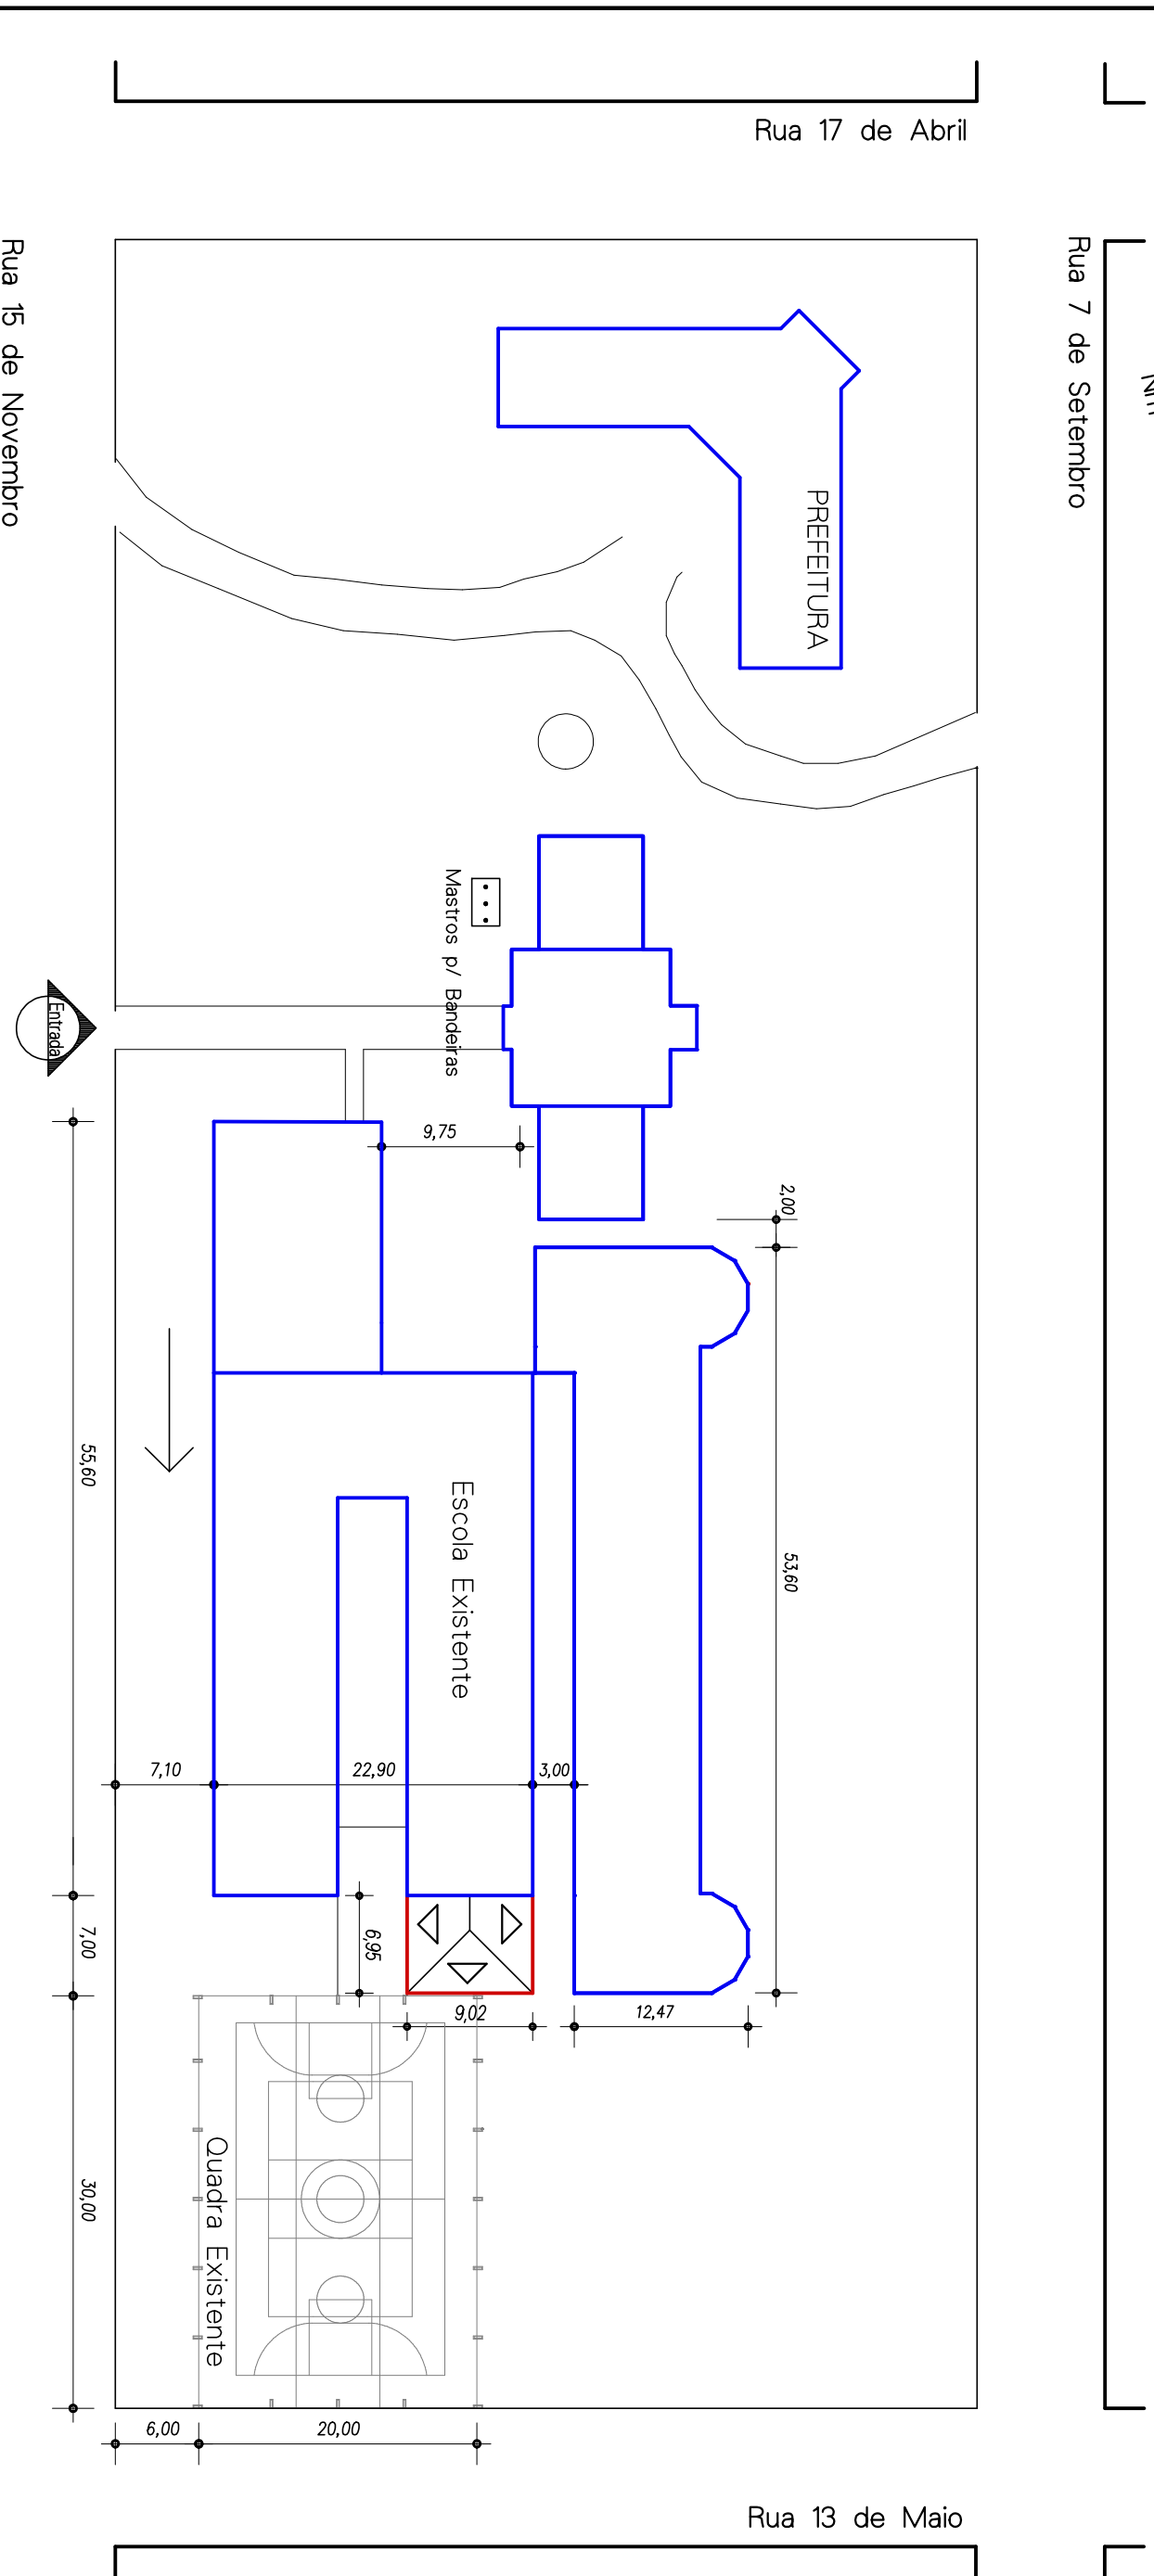 Rua 17 de Abril
Rua 15 de Novembro
Rua 7 de Setembro
PREFEITURA
Mastros p/ Bandeiras
Entrada
9,75
2,00
55,60
53,60
Escola Existente
7,10
22,90
3,00
7,00
6,95
9,02
12,47
Quadra Existente
30,00
6,00
20,00
Rua 13 de Maio